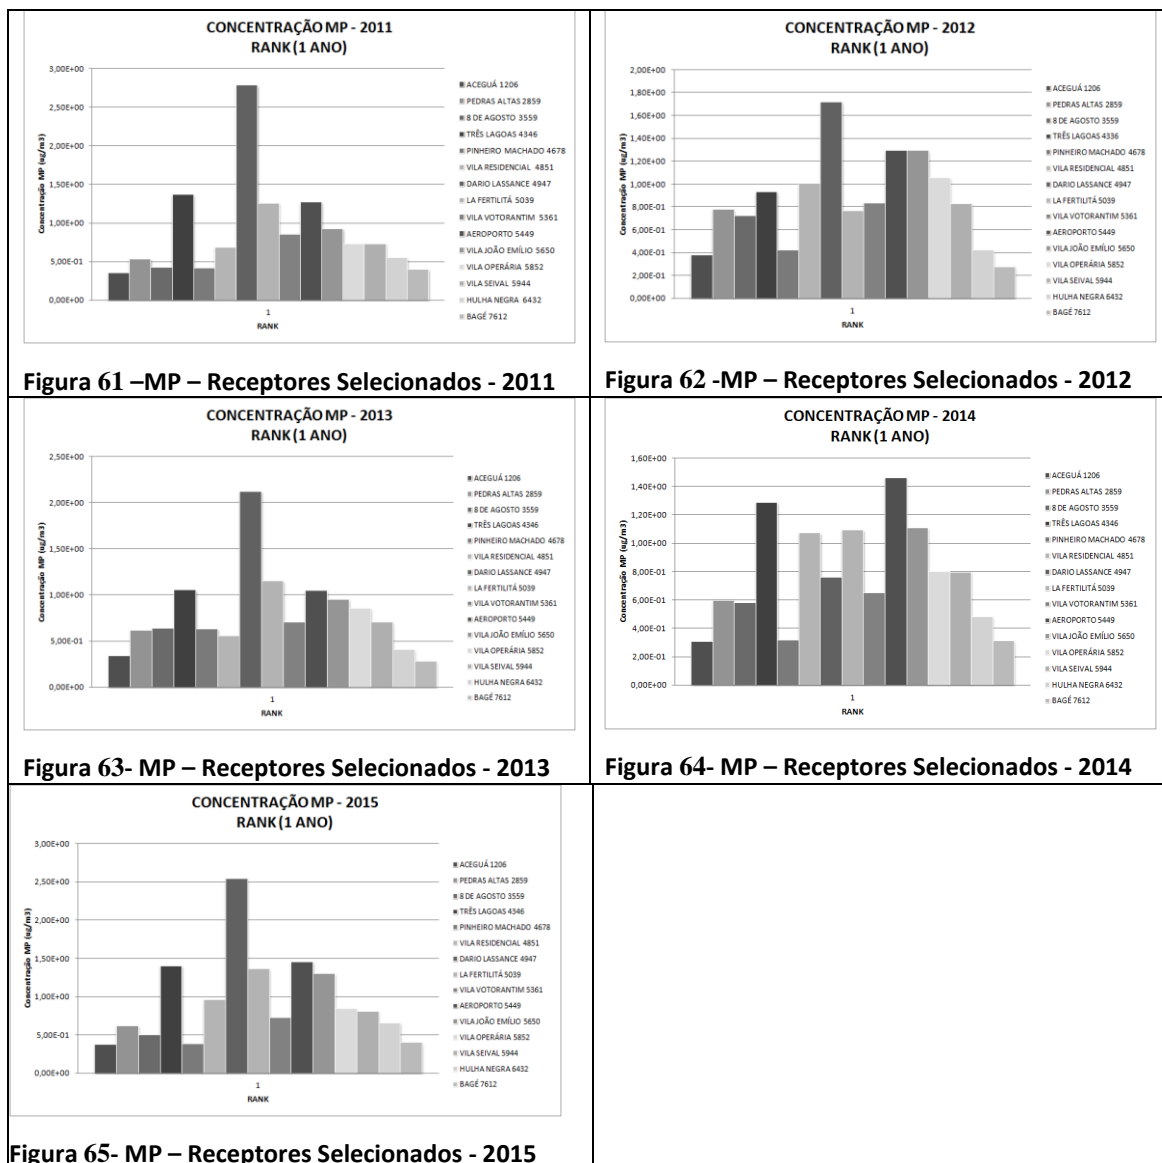 CONCENTRAÇÃO MP - 2011
RANK (1 ANO)
Concentração MP (ug/m3)
3,00E+00
2,50E+00
2,00E+00
1,50E+00
1,00E+00
5,00E-01
0,00E+00
1
RANK
ACEGUÁ 1206
PEDRAS ALTAS 2859
8 DE AGOSTO 3559
TRÊS LAGOAS 4346
PINHEIRO MACHADO 4678
VILA RESIDENCIAL 4851
DARIO LASSANCE 4947
LA FERTILITÁ 5039
VILA VOTORANTIM 5361
AEROPORTO 5449
VILA JOÃO EMÍLIO 5650
VILA OPERÁRIA 5852
VILA SEIVAL 5944
HULHA NEGRA 6432
BAGÉ 7612
Figura 61 –MP – Receptores Selecionados - 2011
CONCENTRAÇÃO MP - 2012
RANK (1 ANO)
Concentração MP (ug/m3)
2,00E+00
1,80E+00
1,60E+00
1,40E+00
1,20E+00
1,00E+00
8,00E-01
6,00E-01
4,00E-01
2,00E-01
0,00E+00
1
RANK
ACEGUÁ 1206
PEDRAS ALTAS 2859
8 DE AGOSTO 3559
TRÊS LAGOAS 4336
PINHEIRO MACHADO 4678
VILA RESIDENCIAL 4851
DARIO LASSANCE 4947
LA FERTILITÁ 5039
VILA VOTORANTIM 5361
AEROPORTO 5449
VILA JOÃO EMÍLIO 5650
VILA OPERÁRIA 5852
VILA SEIVAL 5944
HULHA NEGRA 6432
BAGÉ 7612
Figura 62 -MP – Receptores Selecionados - 2012
CONCENTRAÇÃO MP - 2013
RANK (1 ANO)
Concentração MP (ug/m3)
2,50E+00
2,00E+00
1,50E+00
1,00E+00
5,00E-01
0,00E+00
1
RANK
ACEGUÁ 1206
PEDRAS ALTAS 2859
8 DE AGOSTO 3559
TRÊS LAGOAS 4346
PINHEIRO MACHADO 4678
VILA RESIDENCIAL 4851
DARIO LASSANCE 4947
LA FERTILITÁ 5039
VILA VOTORANTIM 5361
AEROPORTO 5449
VILA JOÃO EMÍLIO 5650
VILA OPERÁRIA 5852
VILA SEIVAL 5944
HULHA NEGRA 6432
BAGÉ 7612
Figura 63- MP – Receptores Selecionados - 2013
CONCENTRAÇÃO MP - 2014
RANK (1 ANO)
Concentração MP (ug/m3)
1,60E+00
1,40E+00
1,20E+00
1,00E+00
8,00E-01
6,00E-01
4,00E-01
2,00E-01
0,00E+00
1
RANK
ACEGUÁ 1206
PEDRAS ALTAS 2859
8 DE AGOSTO 3559
TRÊS LAGOAS 4346
PINHEIRO MACHADO 4678
VILA RESIDENCIAL 4851
DARIO LASSANCE 4947
LA FERTILITÁ 5039
VILA VOTORANTIM 5361
AEROPORTO 5449
VILA JOÃO EMÍLIO 5650
VILA OPERÁRIA 5852
VILA SEIVAL 5944
HULHA NEGRA 6432
BAGÉ 7612
Figura 64- MP – Receptores Selecionados - 2014
CONCENTRAÇÃO MP - 2015
RANK (1 ANO)
Concentração MP (ug/m3)
3,00E+00
2,50E+00
2,00E+00
1,50E+00
1,00E+00
5,00E-01
0,00E+00
1
RANK
ACEGUÁ 1206
PEDRAS ALTAS 2859
8 DE AGOSTO 3559
TRÊS LAGOAS 4346
PINHEIRO MACHADO 4678
VILA RESIDENCIAL 4851
DARIO LASSANCE 4947
LA FERTILITÁ 5039
VILA VOTORANTIM 5361
AEROPORTO 5449
VILA JOÃO EMÍLIO 5650
VILA OPERÁRIA 5852
VILA SEIVAL 5944
HULHA NEGRA 6432
BAGÉ 7612
Figura 65- MP – Receptores Selecionados - 2015